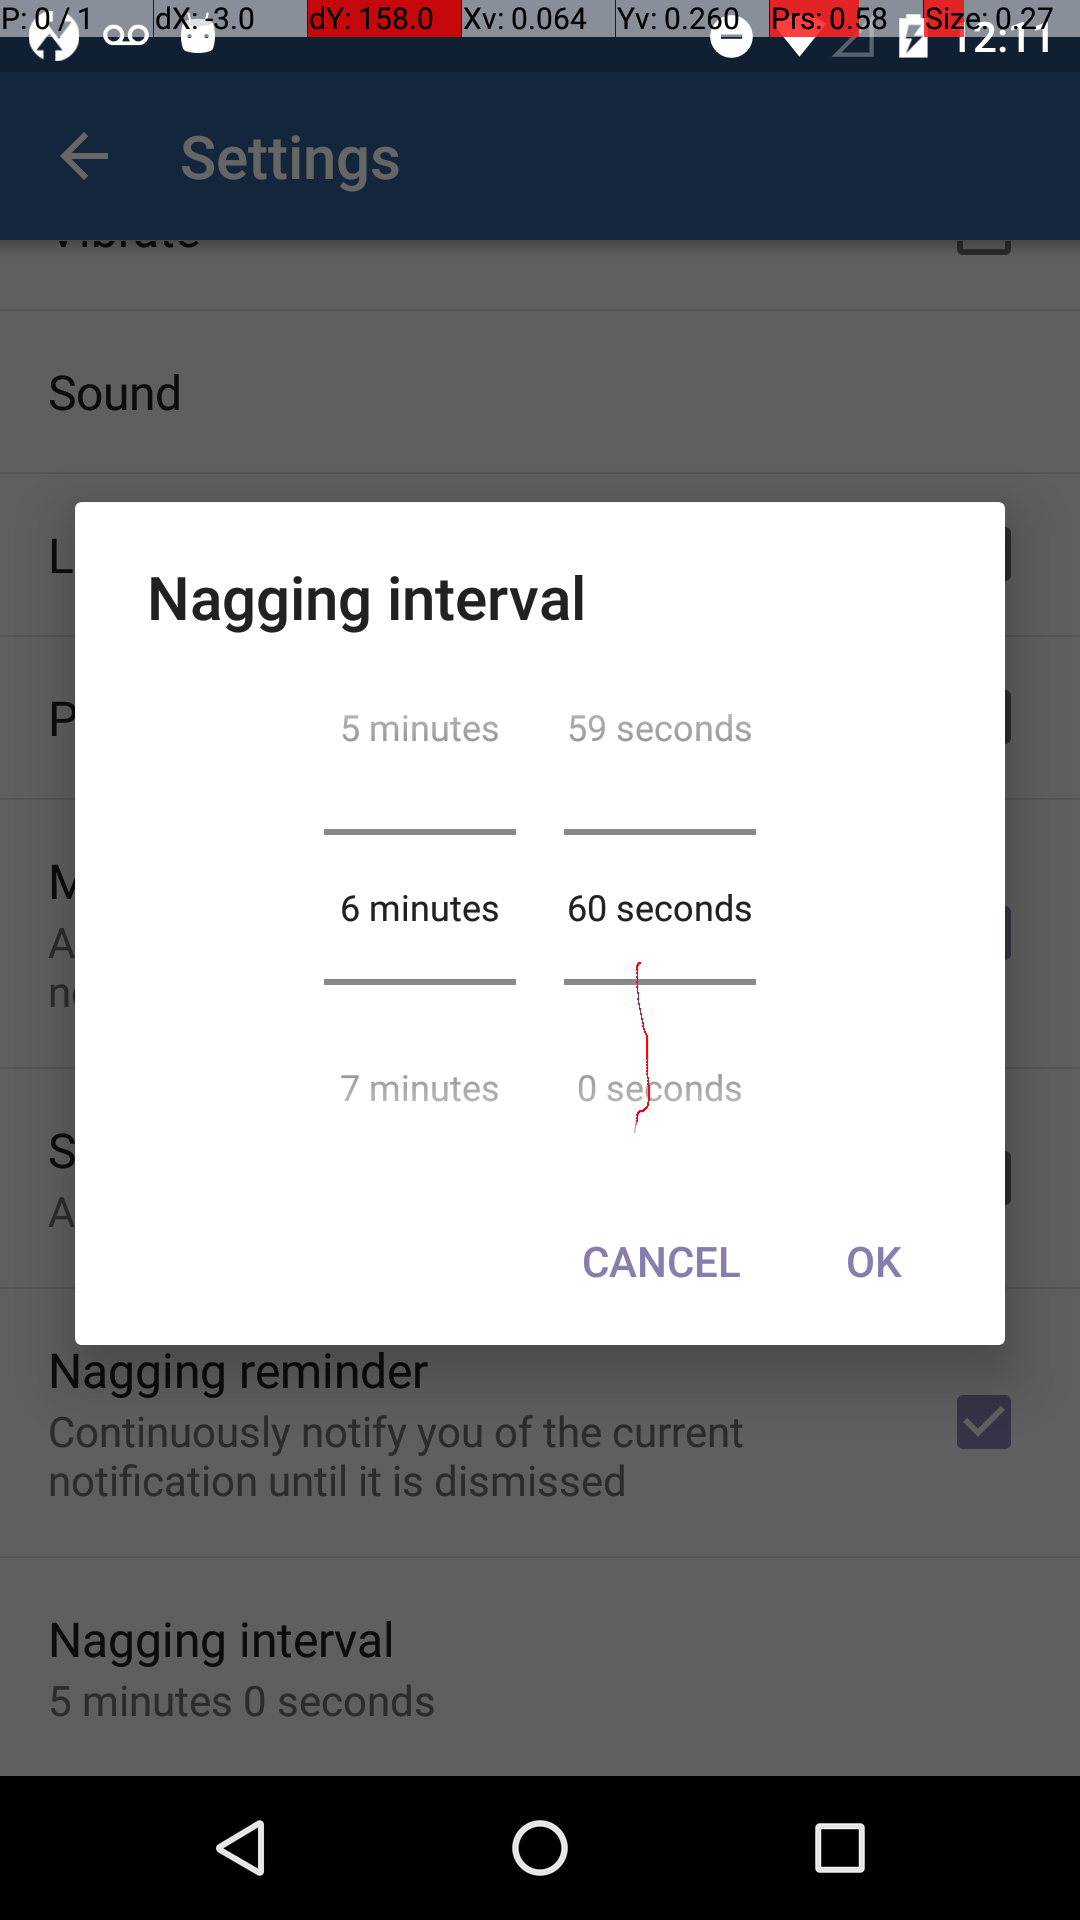 P: 0 / 1 dX: -3.0 dY: 158.0 Xv: 0.064 Yv: 0.260 Prs: 0.58 Size: 0.27
12:11
Settings
Vibrate
Sound
L
P
M
A
n
S
A
Nagging interval
5 minutes 59 seconds
6 minutes 60 seconds
7 minutes 0 seconds
CANCEL OK
Nagging reminder
Continuously notify you of the current
notification until it is dismissed
Nagging interval
5 minutes 0 seconds